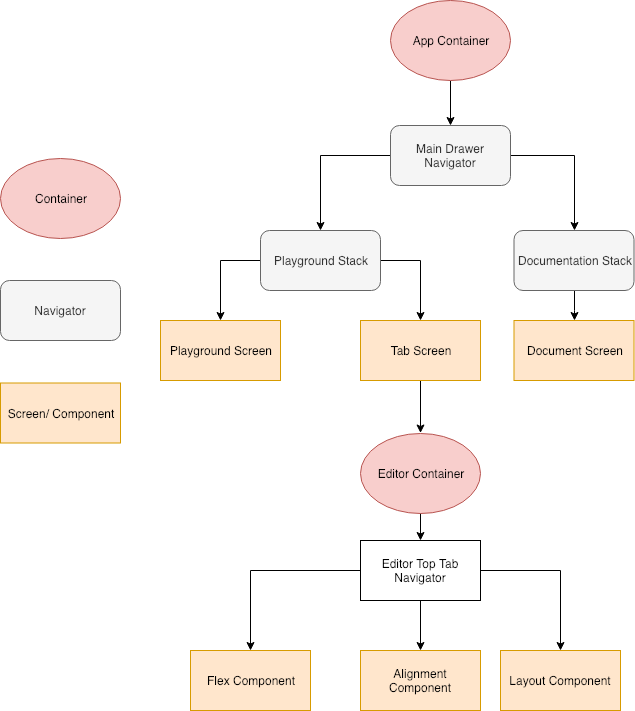 App Container
Main Drawer
Navigator
Container
Playground Stack
Documentation Stack
Navigator
Playground Screen
Tab Screen
Document Screen
Screen/ Component
Editor Container
Editor Top Tab
Navigator
Flex Component
Alignment
Component
Layout Component